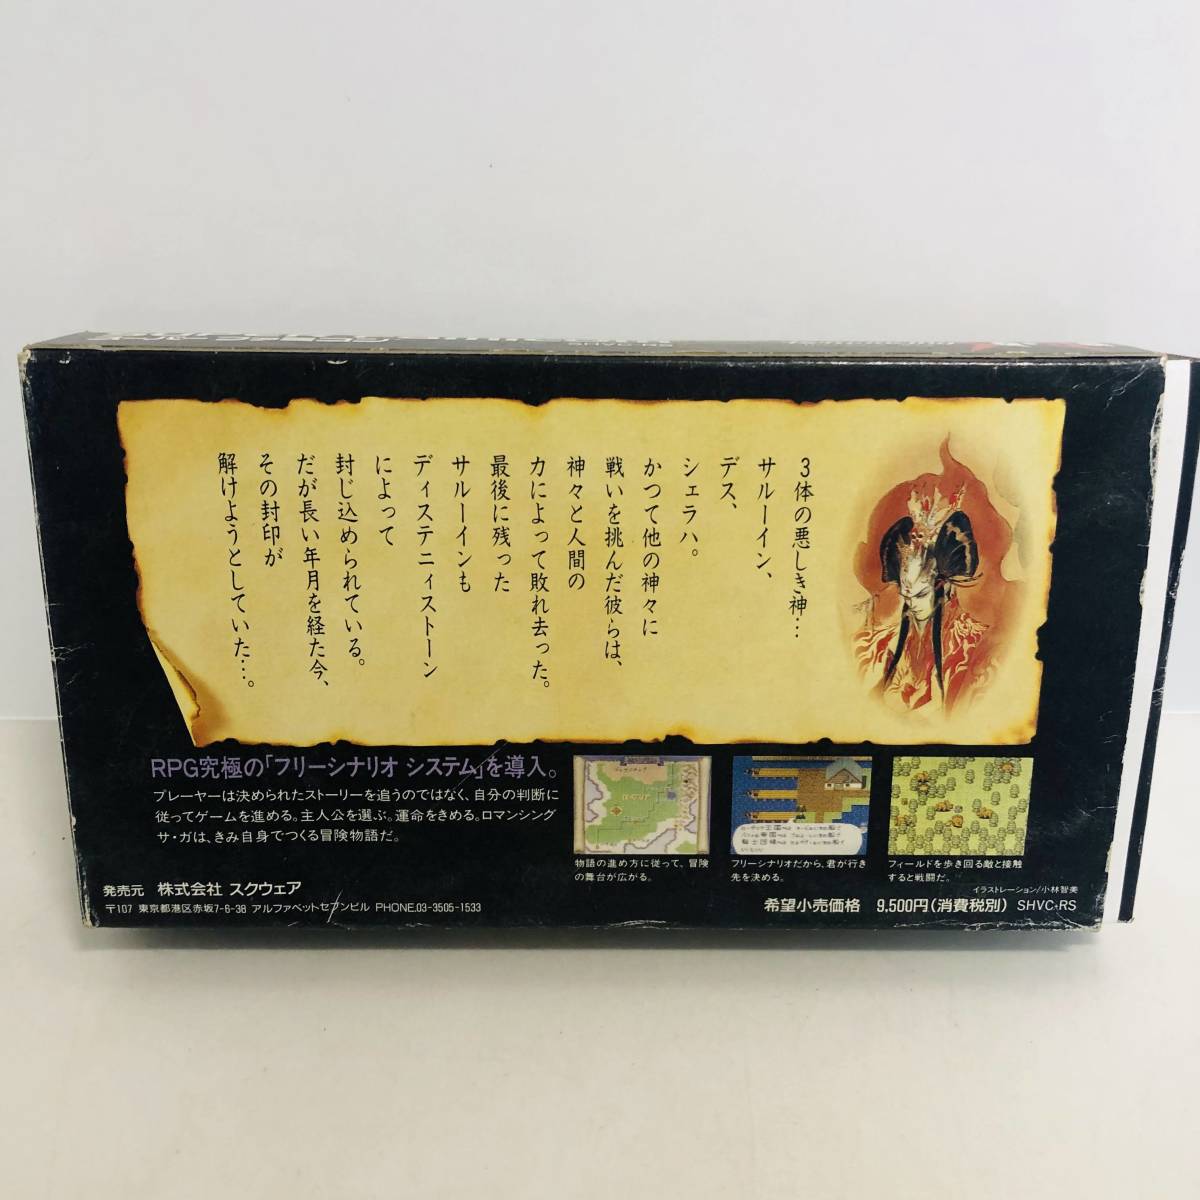 3体の悪しき神…
サルーイン、
デス、
シェラハ。
かつて他の神々に
戦いを挑んだ彼らは、
神々と人間の
力によって敗れ去った。
最後に残った
サルーインも
ディステニィストーン
によって
封じ込められている。
だが長い年月を経た今、
その封印が
解けようとしていた…。
RPG究極の「フリーシナリオ システム」を導入。
プレーヤーは決められたストーリーを追うのではなく、自分の判断に
従ってゲームを進める。主人公を選ぶ。運命をきめる。ロマンシング
サ・ガは、きみ自身でつくる冒険物語だ。
物語の進め方に従って、冒険
の舞台が広がる。
フリーシナリオだから、君が行き
先を決める。
フィールドを歩き回る敵と接触
すると戦闘だ。
イラストレーション/小林智美
発売元 株式会社 スクウェア
〒107 東京都港区赤坂7-6-38 アルファベットセブンビル PHONE.03-3505-1533
希望小売価格 9,500円(消費税別) SHVC-RS